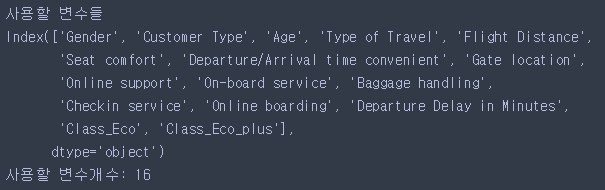 사용할 변수들
Index(['Gender', 'Customer Type', 'Age', 'Type of Travel', 'Flight Distance',
'Seat comfort', 'Departure/Arrival time convenient', 'Gate location',
'Online support', 'On-board service', 'Baggage handling',
'Checkin service', 'Online boarding', 'Departure Delay in Minutes',
'Class_Eco', 'Class_Eco_plus'],
dtype='object')
사용할 변수개수: 16